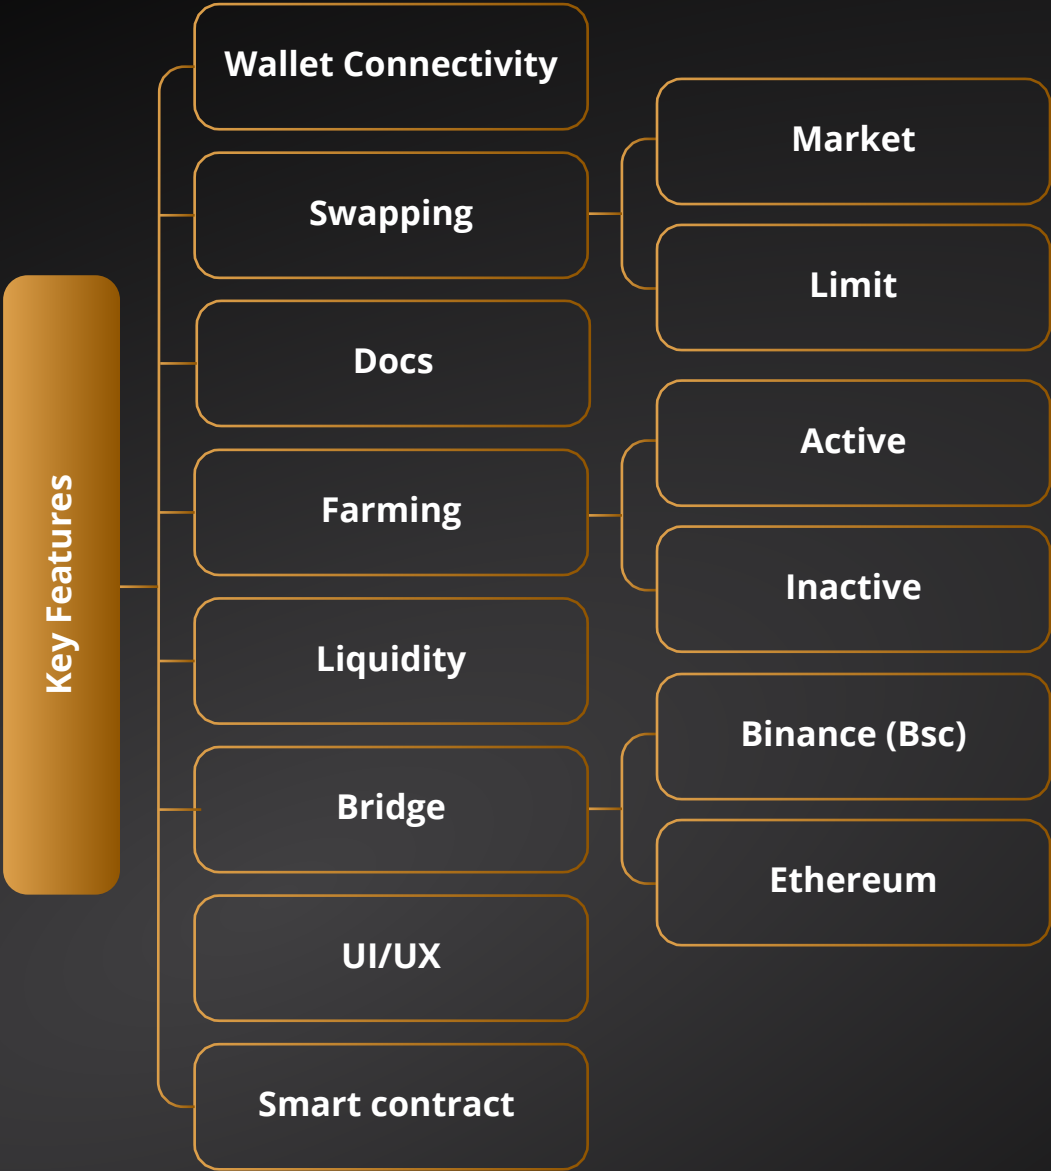 Key Features
Wallet Connectivity
Swapping
Market
Limit
Docs
Farming
Active
Inactive
Liquidity
Bridge
Binance (Bsc)
Ethereum
UI/UX
Smart contract